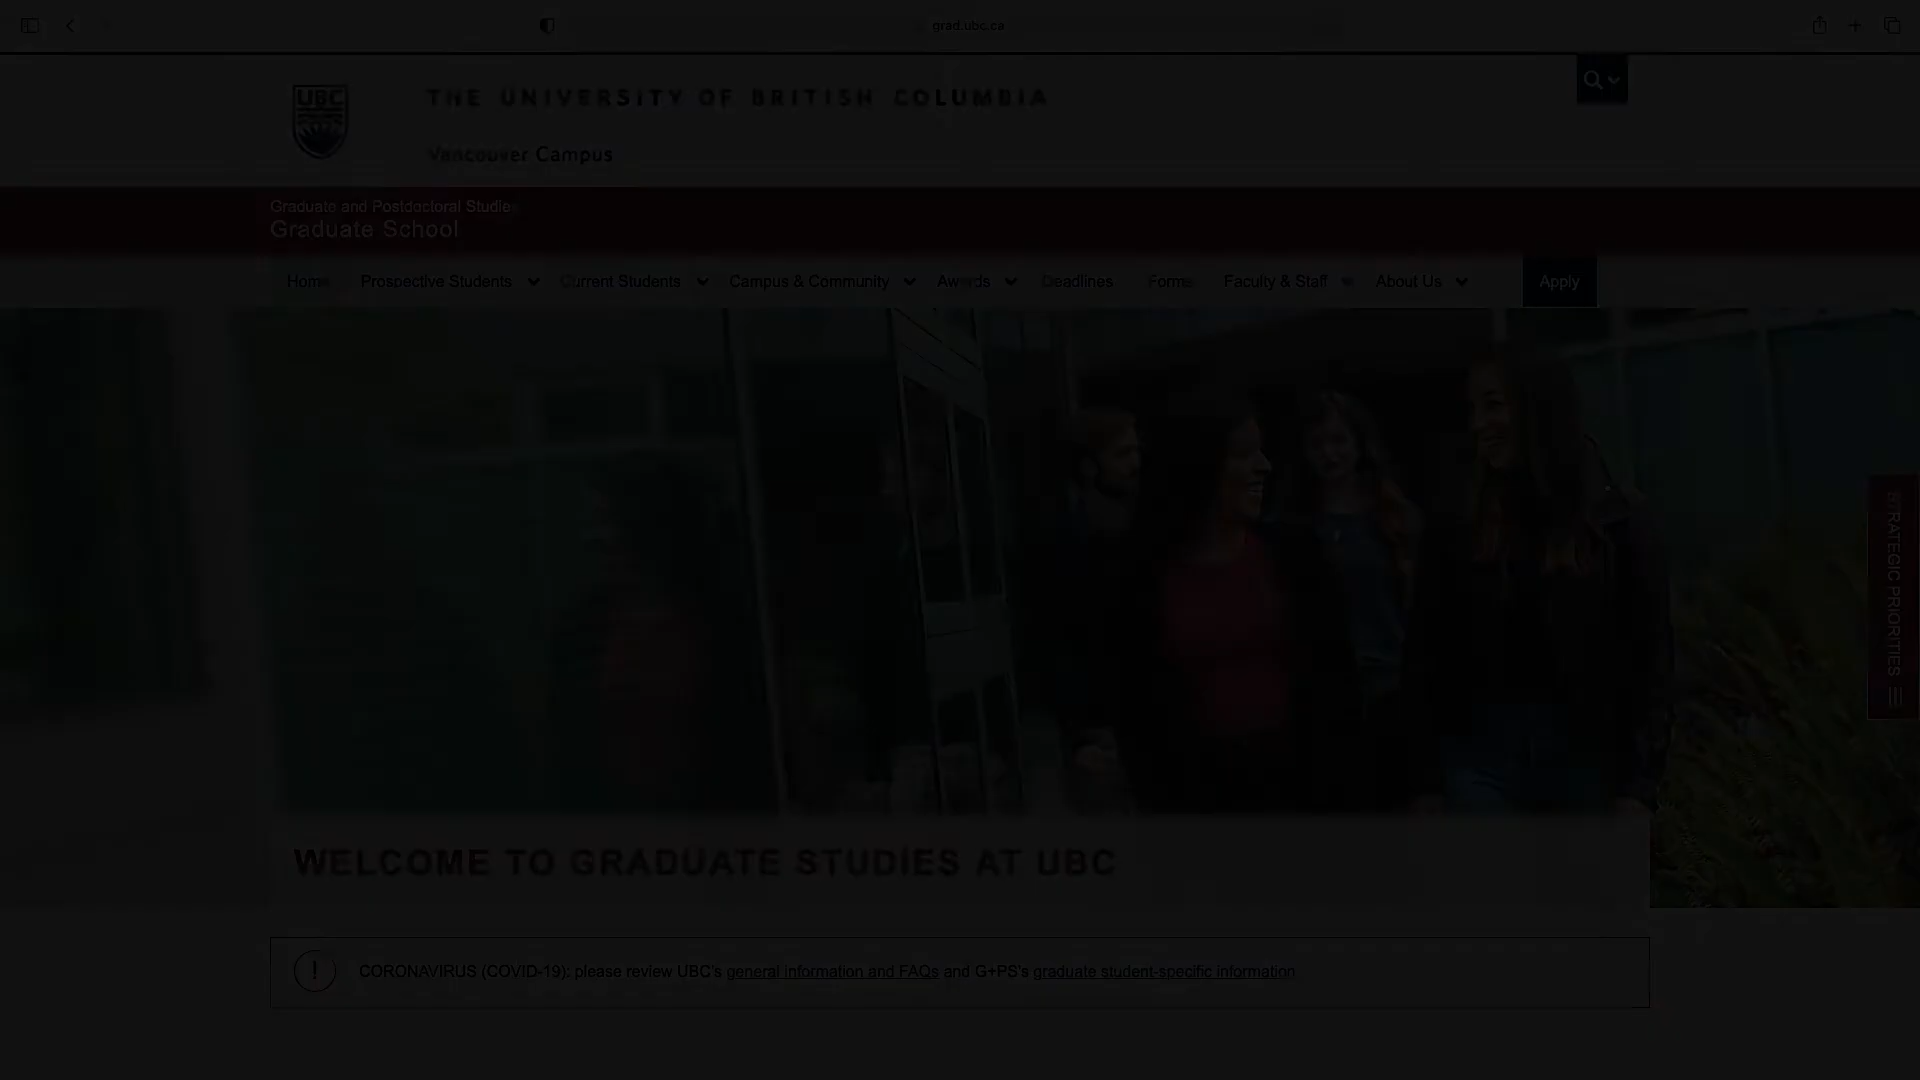 grad.ubc.ca
UBC
THE UNIVERSITY OF BRITISH COLUMBIA
Vancouver Campus
Graduate and Postdoctoral Studies
Graduate School
Home Prospective Students Current Students Campus & Community Awards Deadlines Forms Faculty & Staff About Us Apply
STRATEGIC PRIORITIES
WELCOME TO GRADUATE STUDIES AT UBC
! CORONAVIRUS (COVID-19): please review UBC's general information and FAQs and G+PS's graduate student-specific information